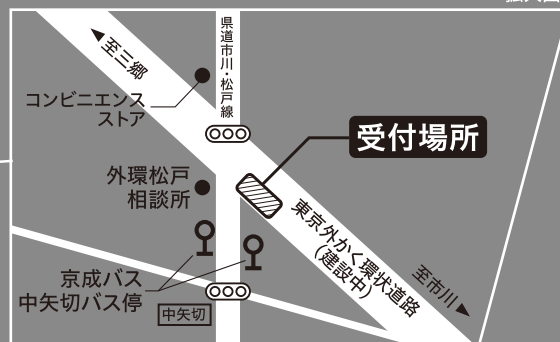 至三郷
県道市川・松戸線
コンビニエンス
ストア
受付場所
外環松戸
相談所
東京外かく環状道路
(建設中)
至市川
京成バス
中矢切バス停
中矢切